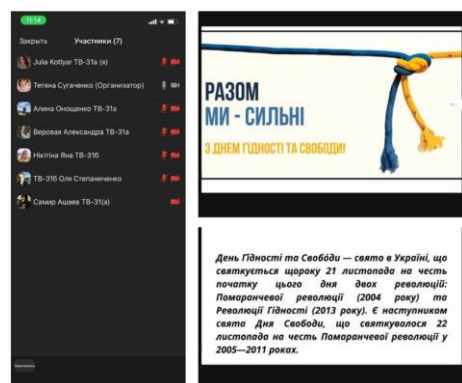 11:14
Закрыть Участники (7)
Julia Kotlyar ТВ-31а (я)
Тетяна Сугаченко (Организатор)
Алина Онощенко ТВ-31а
Веровая Александра ТВ-31а
Нікітіна Яна ТВ-31б
ТВ-31б Оля Степаниченко
Самир Ашаев ТВ-31(а)
РАЗОМ
МИ - СИЛЬНІ
З ДНЕМ ГІДНОСТІ ТА СВОБОДИ!
День Гідності та Свобо́ди — свято в Україні, що
святкується щороку 21 листопада на честь
початку цього дня двох революцій:
Помаранчевої революції (2004 року) та
Революції Гідності (2013 року). Є наступником
свята Дня Свободи, що святкувалося 22
листопада на честь Помаранчевої революції у
2005—2011 роках.